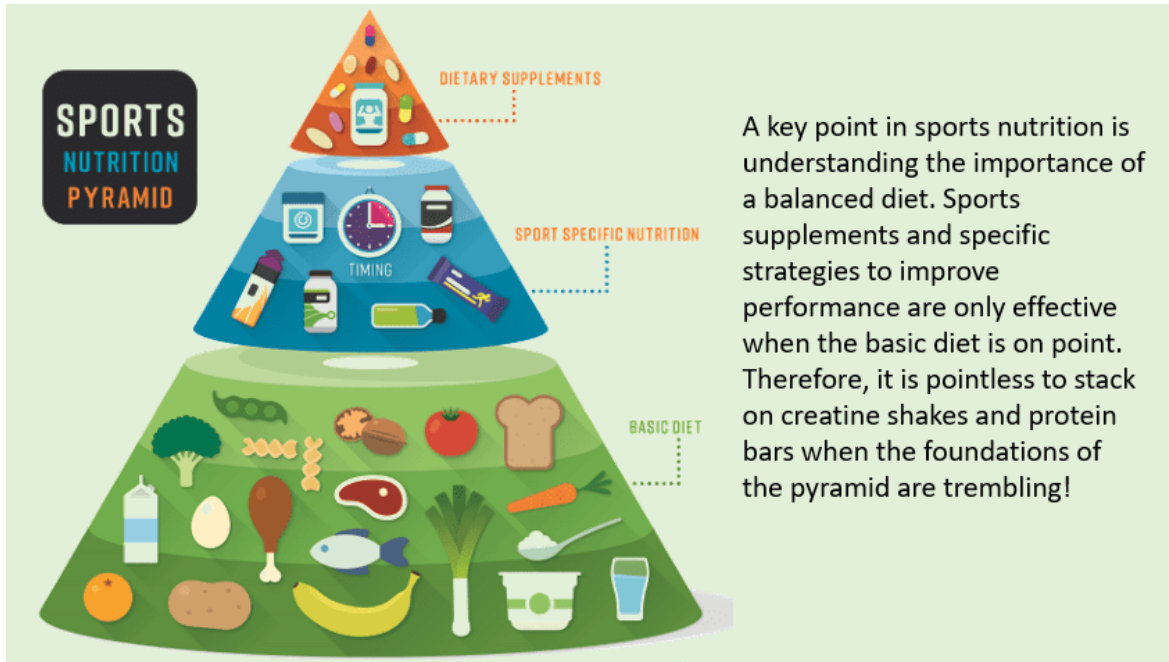 SPORTS
NUTRITION
PYRAMID
DIETARY SUPPLEMENTS
SPORT SPECIFIC NUTRITION
TIMING
BASIC DIET
A key point in sports nutrition is
understanding the importance of
a balanced diet. Sports
supplements and specific
strategies to improve
performance are only effective
when the basic diet is on point.
Therefore, it is pointless to stack
on creatine shakes and protein
bars when the foundations of
the pyramid are trembling!